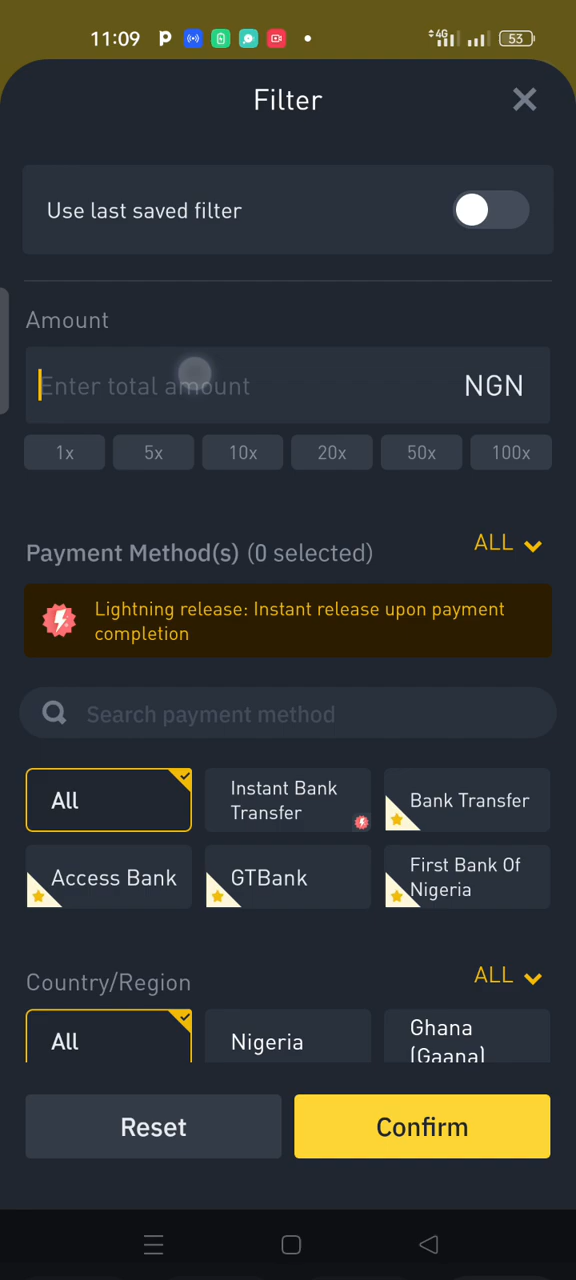 11:09
4G
53
Filter
Use last saved filter
Amount
Enter total amount
NGN
1x 5x 10x 20x 50x 100x
Payment Method(s) (0 selected)
ALL
Lightning release: Instant release upon payment
completion
Search payment method
All
Instant Bank
Transfer
Bank Transfer
Access Bank
GTBank
First Bank Of
Nigeria
Country/Region
ALL
All
Nigeria
Ghana
(Gaana)
Reset
Confirm